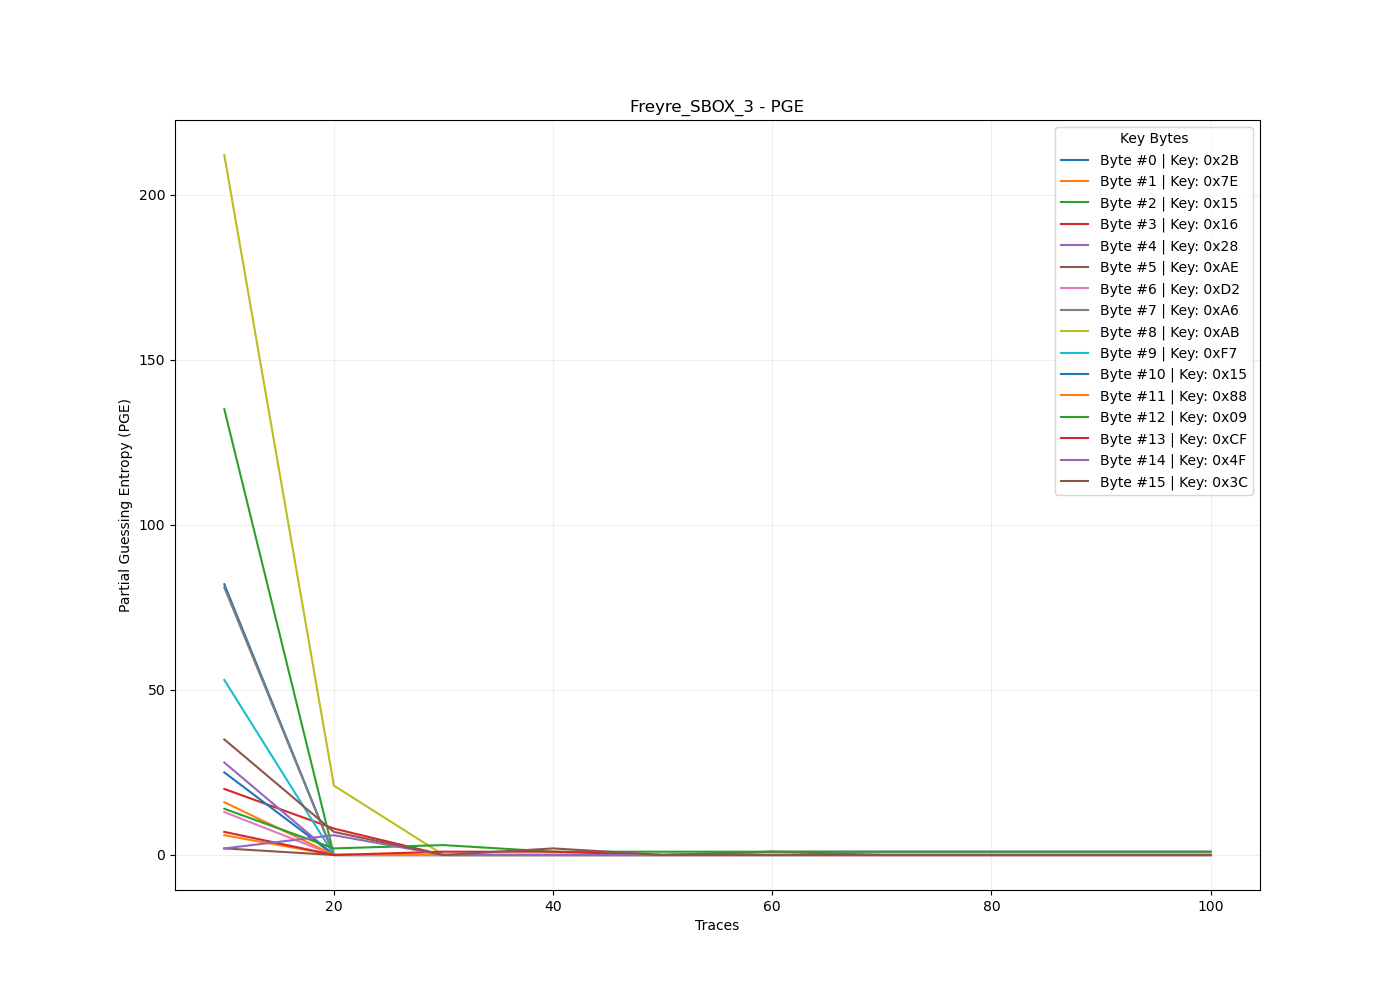 Freyre_SBOX_3 - PGE
Key Bytes
Byte #0 | Key: 0x2B
Byte #1 | Key: 0x7E
Byte #2 | Key: 0x15
Byte #3 | Key: 0x16
Byte #4 | Key: 0x28
Byte #5 | Key: 0xAE
Byte #6 | Key: 0xD2
Byte #7 | Key: 0xA6
Byte #8 | Key: 0xAB
Byte #9 | Key: 0xF7
Byte #10 | Key: 0x15
Byte #11 | Key: 0x88
Byte #12 | Key: 0x09
Byte #13 | Key: 0xCF
Byte #14 | Key: 0x4F
Byte #15 | Key: 0x3C
Partial Guessing Entropy (PGE)
200
150
100
50
0
20 40 60 80 100
Traces